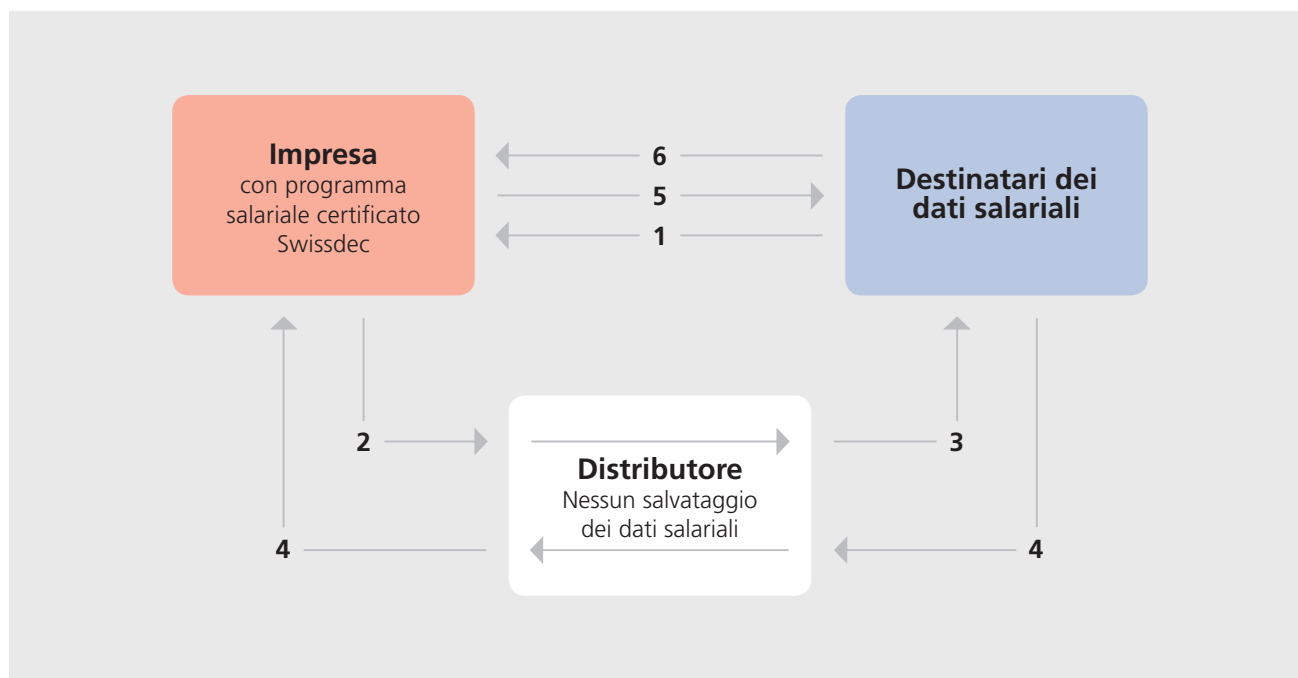 Impresa
con programma
salariale certificato
Swissdec
6
5
1
Destinatari dei
dati salariali
2
Distributore
Nessun salvataggio
dei dati salariali
3
4
4